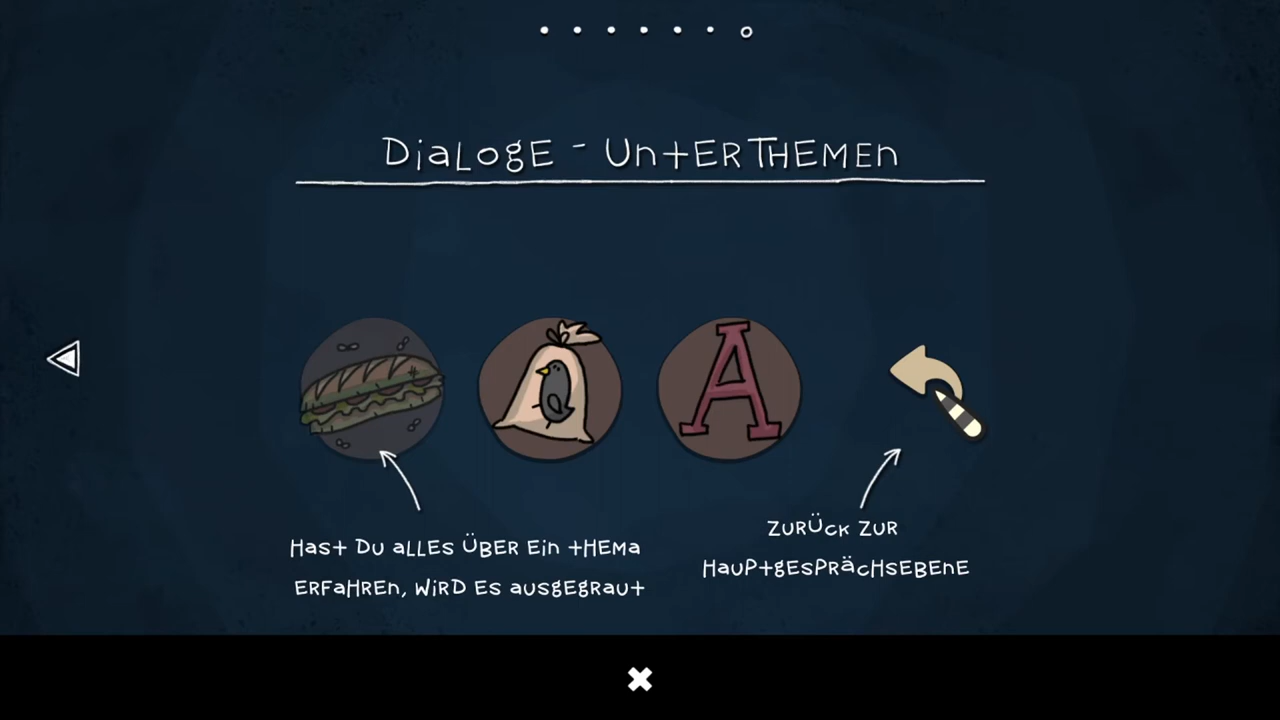 Dialoge - Unterthemen
A
Hast du alles über ein Thema
erfahren, wird es ausgegraut
Zurück zur
Hauptgesprächsebene